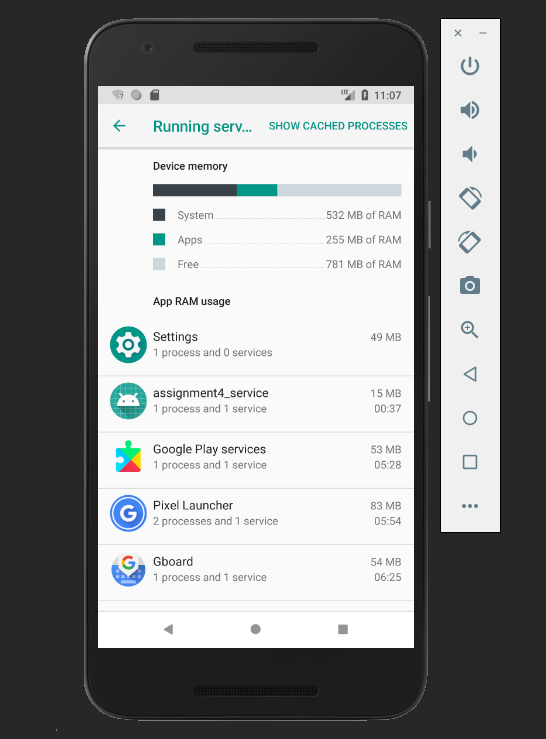 LTE 11:07
Running serv... SHOW CACHED PROCESSES
Device memory
System 532 MB of RAM
Apps 255 MB of RAM
Free 781 MB of RAM
App RAM usage
Settings 49 MB
1 process and 0 services
assignment4_service 15 MB
1 process and 1 service 00:37
Google Play services 53 MB
1 process and 1 service 05:28
Pixel Launcher 83 MB
2 processes and 1 service 05:54
Gboard 54 MB
1 process and 1 service 06:25